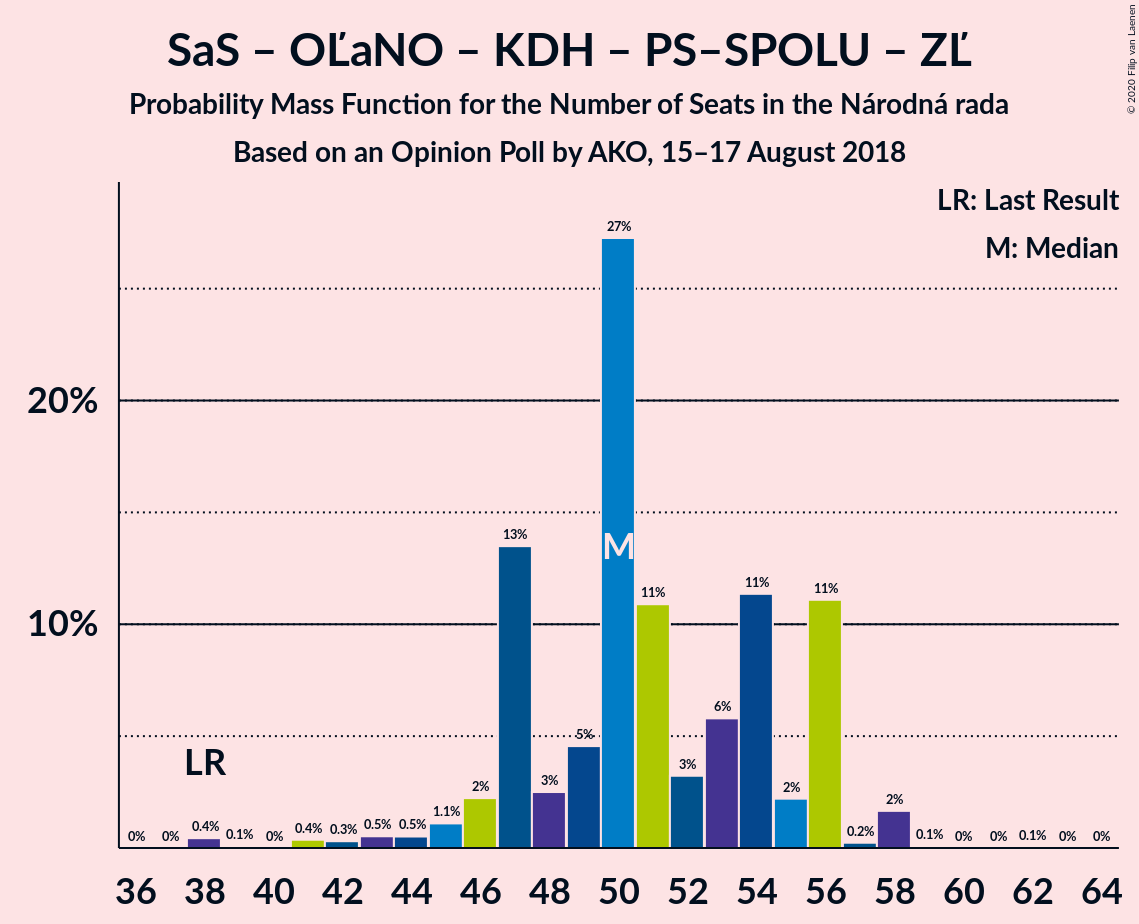 SaS – OĽaNO – KDH – PS–SPOLU – ZĽ
Probability Mass Function for the Number of Seats in the Národná rada
Based on an Opinion Poll by AKO, 15–17 August 2018
© 2020 Filip van Laenen
LR: Last Result
M: Median
20%
10%
LR
M
0% 0% 0.4% 0.1% 0% 0.4% 0.3% 0.5% 0.5% 1.1% 2% 13% 3% 5% 27% 11% 3% 6% 11% 2% 11% 0.2% 2% 0.1% 0% 0% 0.1% 0% 0%
36 38 40 42 44 46 48 50 52 54 56 58 60 62 64